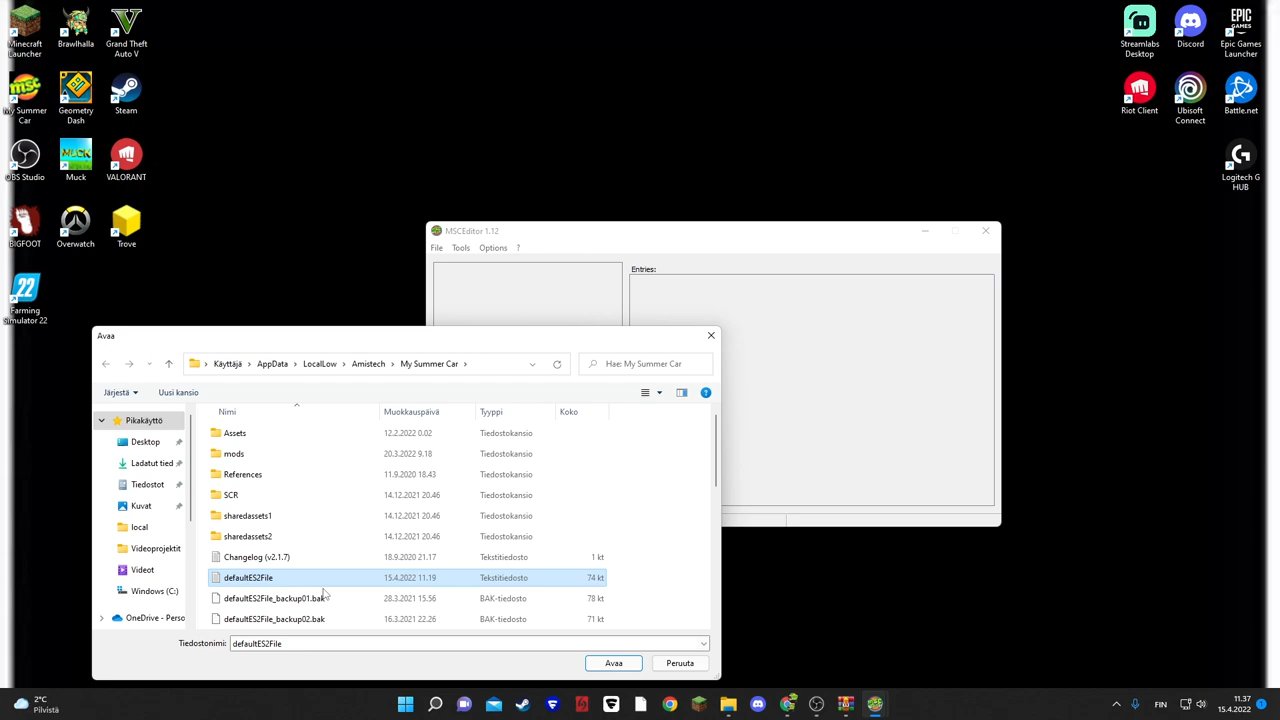 Minecraft
Launcher
Brawlhalla
Grand Theft
Auto V
My Summer
Car
Geometry
Dash
Steam
OBS Studio
Muck
VALORANT
BIGFOOT
Overwatch
Trove
Farming
Simulator 22
Streamlabs
Desktop
Discord
Epic Games
Launcher
Riot Client
Ubisoft
Connect
Battle.net
Logitech G
HUB
MSCEditor 1.12
File Tools Options ?
Entries:
Avaa
Käyttäjä > AppData > LocalLow > Amistech > My Summer Car >
Hae: My Summer Car
Järjestä Uusi kansio
Nimi Muokkauspäivä Tyyppi Koko
Pikakäyttö
Desktop
Ladatut tied
Tiedostot
Kuvat
local
Videoprojektit
Videot
Windows (C:)
OneDrive - Perso
Assets 12.2.2022 0.02 Tiedostokansio
mods 20.3.2022 9.18 Tiedostokansio
References 11.9.2020 18.43 Tiedostokansio
SCR 14.12.2021 20.46 Tiedostokansio
sharedassets1 14.12.2021 20.46 Tiedostokansio
sharedassets2 14.12.2021 20.46 Tiedostokansio
Changelog (v2.1.7) 18.9.2020 21.17 Tekstitiedosto 1 kt
defaultES2File 15.4.2022 11.19 Tekstitiedosto 74 kt
defaultES2File_backup01.bak 28.3.2021 15.56 BAK-tiedosto 78 kt
defaultES2File_backup02.bak 16.3.2021 22.26 BAK-tiedosto 71 kt
Tiedostonimi: defaultES2File
Avaa Peruuta
2°C
Pilvistä
FIN
11.37
15.4.2022